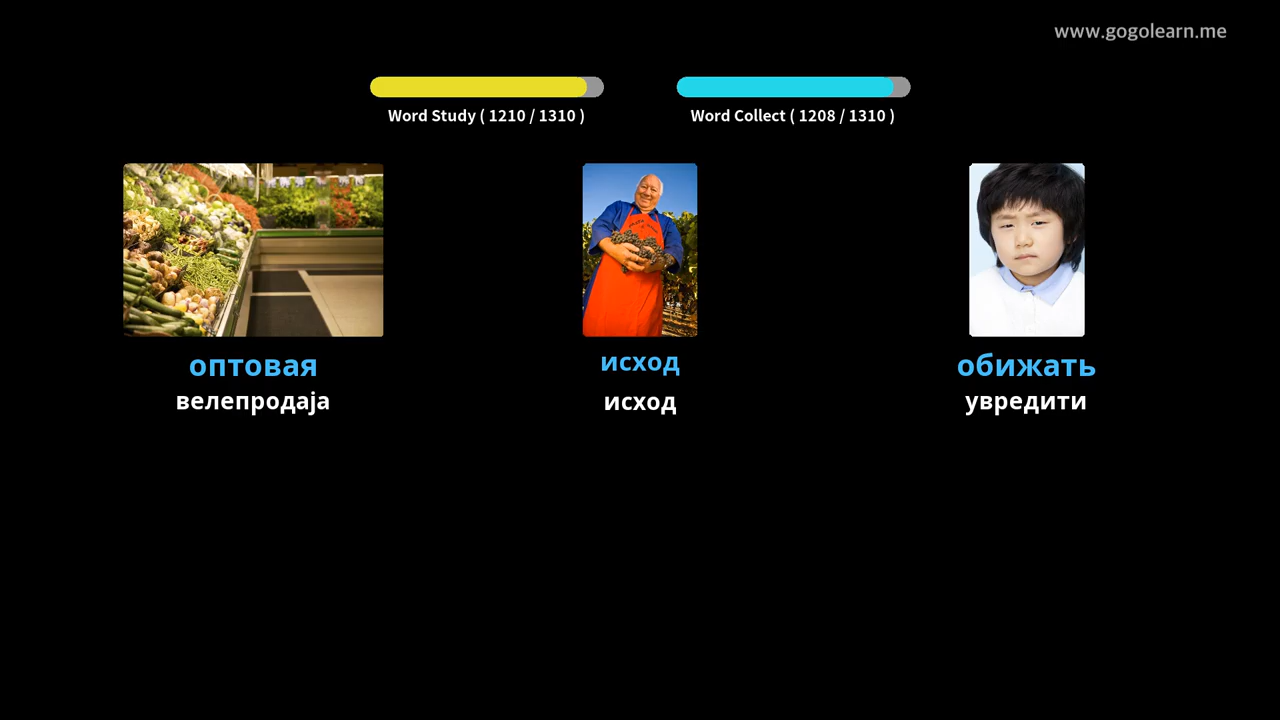 www.gogolearn.me
Word Study ( 1210 / 1310 )
Word Collect ( 1208 / 1310 )
оптовая
велепродаја
исход
исход
обижать
увредити